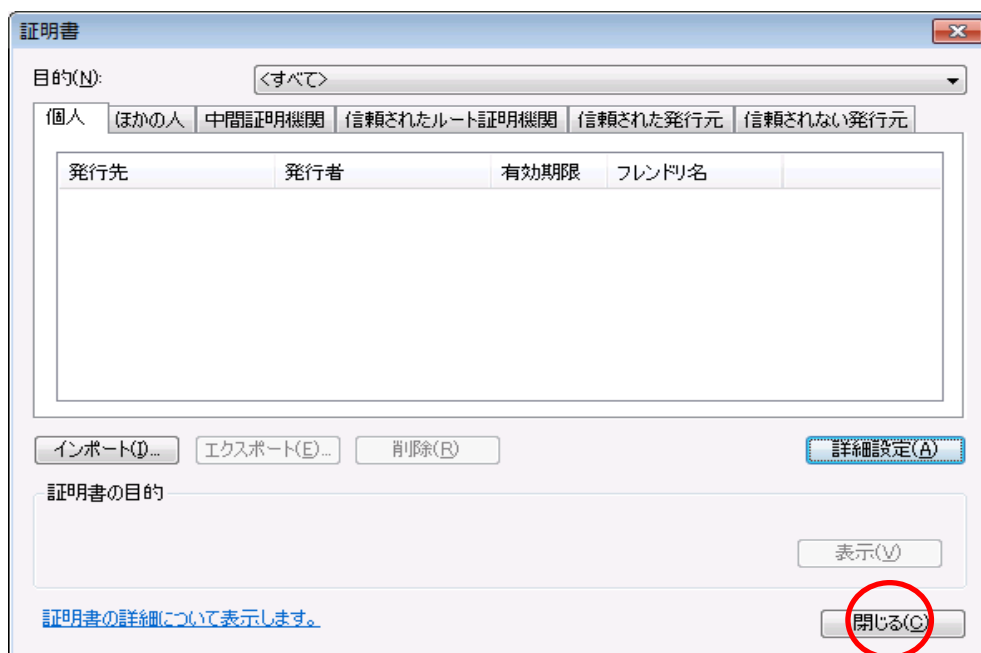 証明書
目的(N): <すべて>
個人 ほかの人 中間証明機関 信頼されたルート証明機関 信頼された発行元 信頼されない発行元
発行先 発行者 有効期限 フレンドリ名
インポート(I)... エクスポート(E)... 削除(R) 詳細設定(A)
証明書の目的
表示(V)
証明書の詳細について表示します。 閉じる(C)